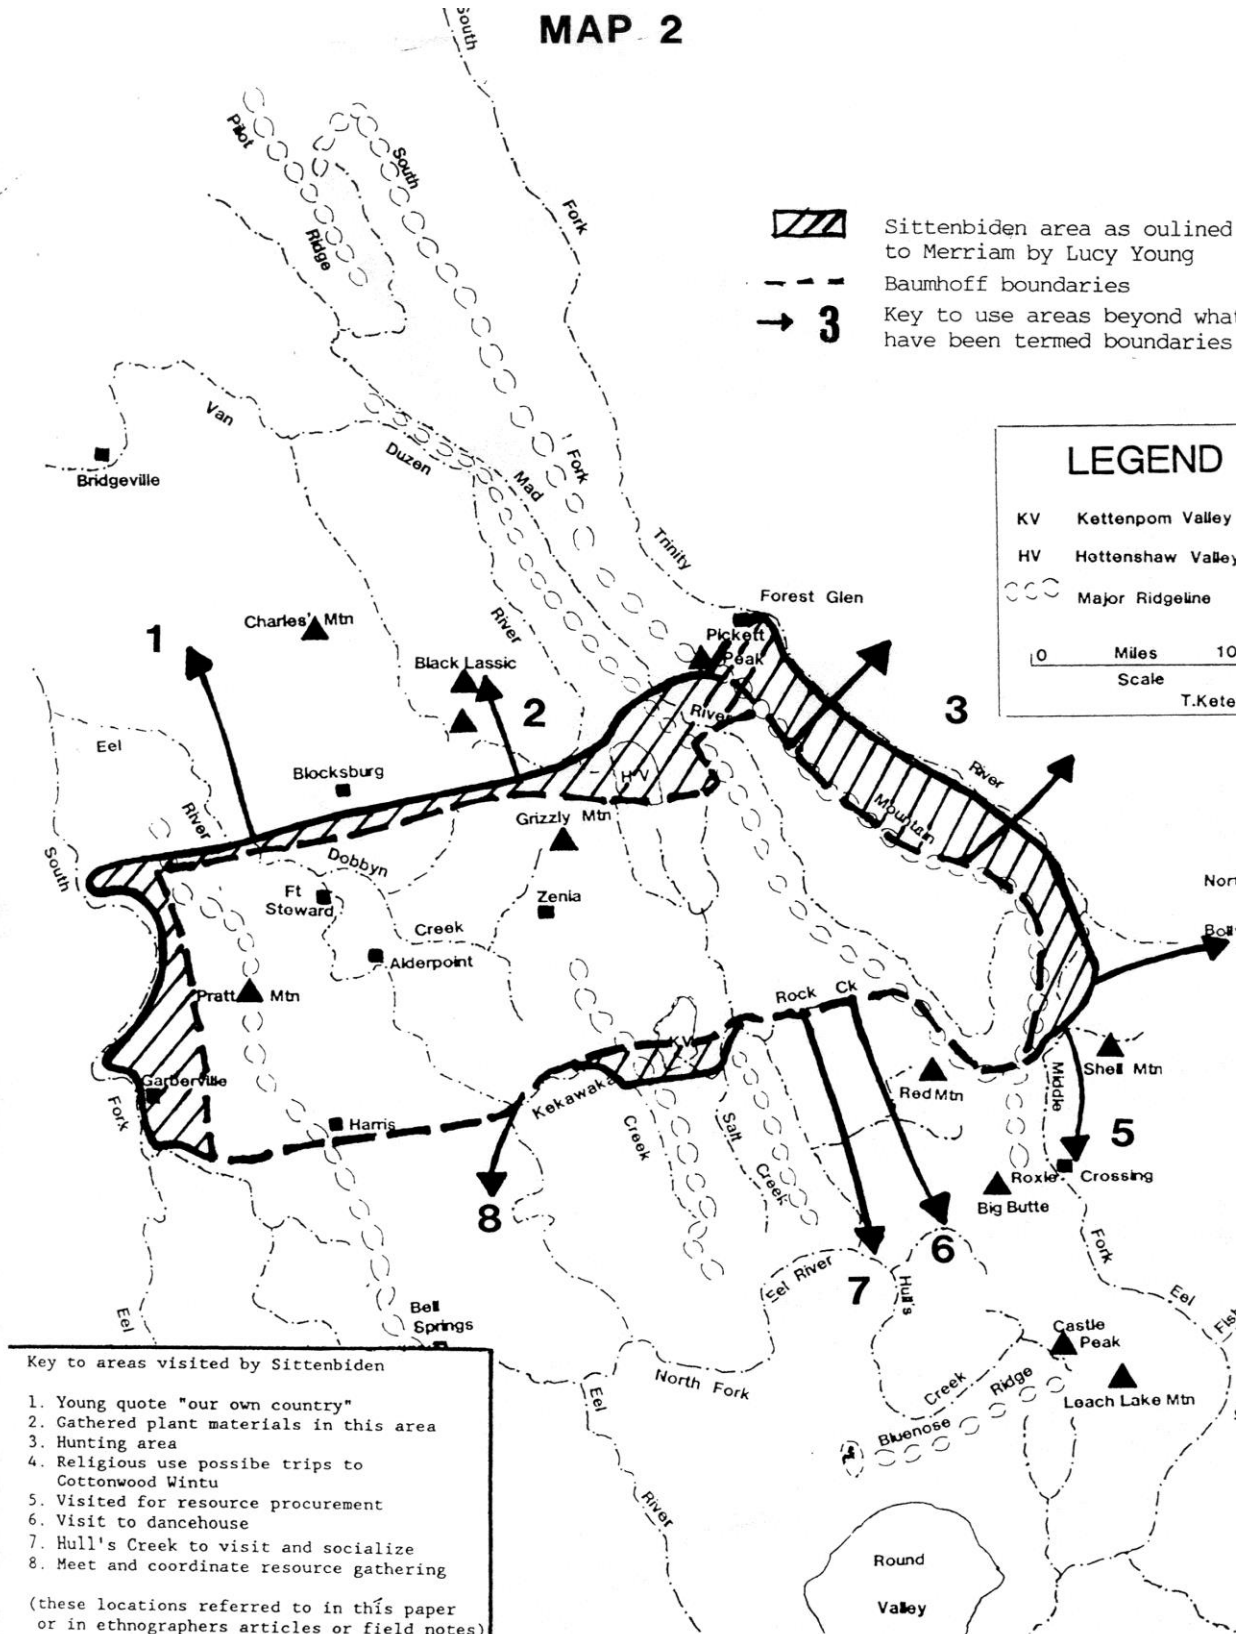 MAP 2
South
Pilot
Ridge
South
Fork
Sittenbiden area as oulined
to Merriam by Lucy Young
Baumhoff boundaries
3
Key to use areas beyond what
have been termed boundaries
Van
Duzen
Mad
Fork
Bridgeville
LEGEND
KV Kettenpom Valley
HV Hettenshaw Valley
Major Ridgeline
0 Miles 10
Scale
Trinity
River
Forest Glen
Pickett
Peak
Charles' Mtn
1
Black Lassic
2
3
River
River
Eel
River
Blocksburg
HV
Mountain
Grizzly Mtn
Dobbyn
South
Ft
Steward
Zenia
Creek
Alderpoint
Pratt Mtn
Rock Ck
KV
Shell Mtn
Red Mtn
Middle
Garberville
Fork
Harris
Kekawaka
Creek
Salt
Creek
5
Roxie Crossing
Big Butte
8
6
Fork
Eel River
7
Hull's
Eel
Eel
Bell
Springs
Castle
Peak
North Fork
Creek
Ridge
Leach Lake Mtn
Eel
Bluenose
River
Round
Valley
Key to areas visited by Sittenbiden
1. Young quote "our own country"
2. Gathered plant materials in this area
3. Hunting area
4. Religious use possibe trips to
Cottonwood Wintu
5. Visited for resource procurement
6. Visit to dancehouse
7. Hull's Creek to visit and socialize
8. Meet and coordinate resource gathering
(these locations referred to in this paper
or in ethnographers articles or field notes)